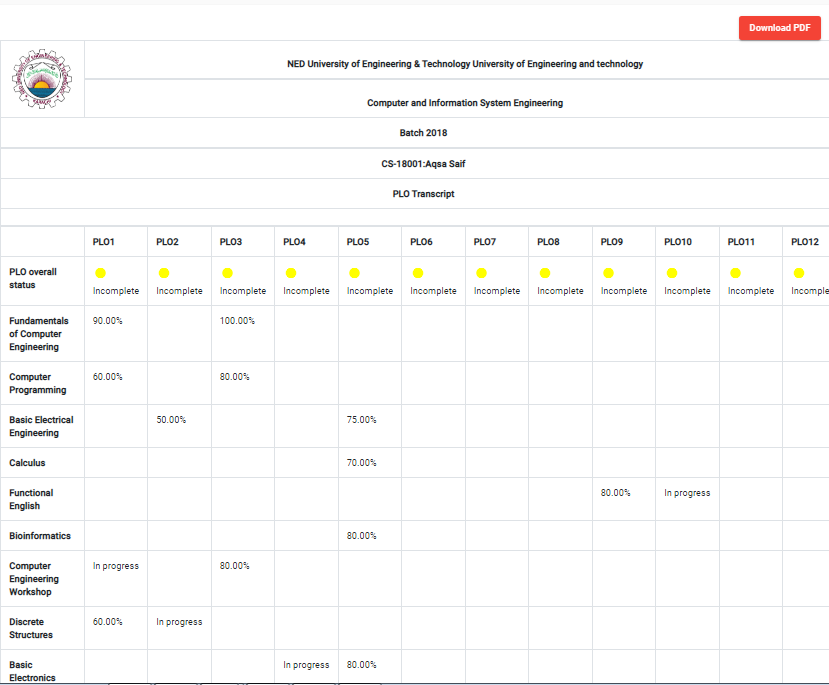 Download PDF
NED University of Engineering & Technology University of Engineering and technology
Computer and Information System Engineering
Batch 2018
CS-18001:Aqsa Saif
PLO Transcript
PLO1 PLO2 PLO3 PLO4 PLO5 PLO6 PLO7 PLO8 PLO9 PLO10 PLO11 PLO12
PLO overall
status
Incomplete Incomplete Incomplete Incomplete Incomplete Incomplete Incomplete Incomplete Incomplete Incomplete Incomplete Incomple
Fundamentals 90.00% 100.00%
of Computer
Engineering
Computer 60.00% 80.00%
Programming
Basic Electrical 50.00% 75.00%
Engineering
Calculus 70.00%
Functional 80.00% In progress
English
Bioinformatics 80.00%
Computer In progress 80.00%
Engineering
Workshop
Discrete 60.00% In progress
Structures
Basic In progress 80.00%
Electronics